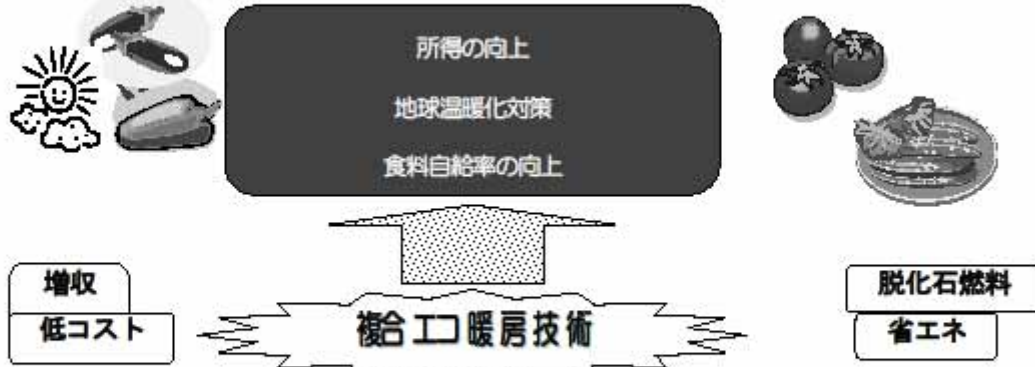 所得の向上
地球温暖化対策
食料自給率の向上
増収
低コスト
複合エコ暖房技術
脱化石燃料
省エネ